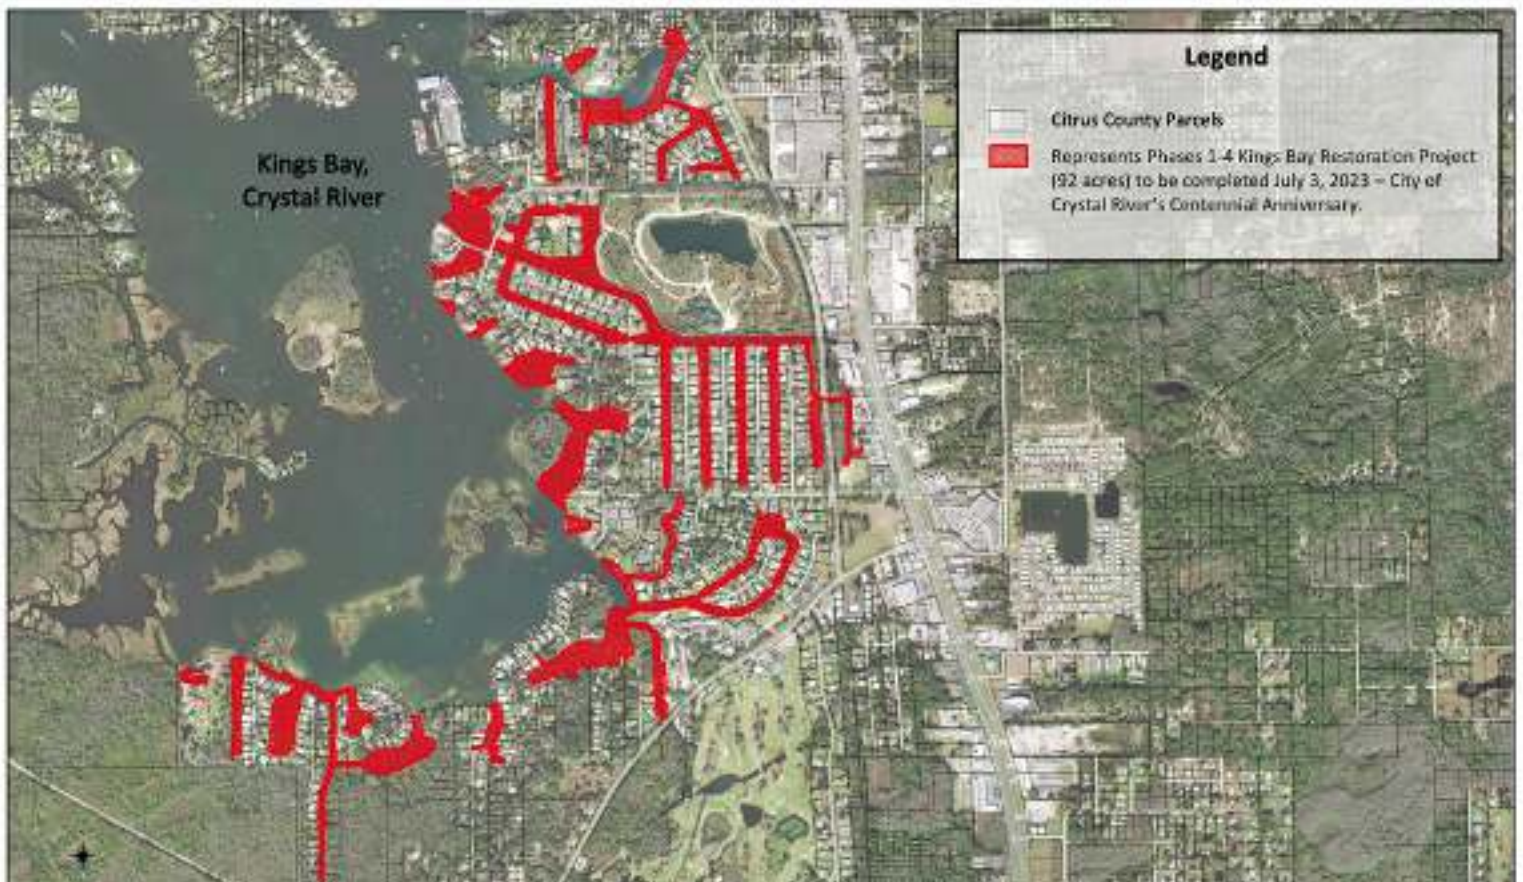 Kings Bay,
Crystal River
Legend
Citrus County Parcels
Represents Phases 1-4 Kings Bay Restoration Project
(92 acres) to be completed July 3, 2023 – City of
Crystal River's Centennial Anniversary.